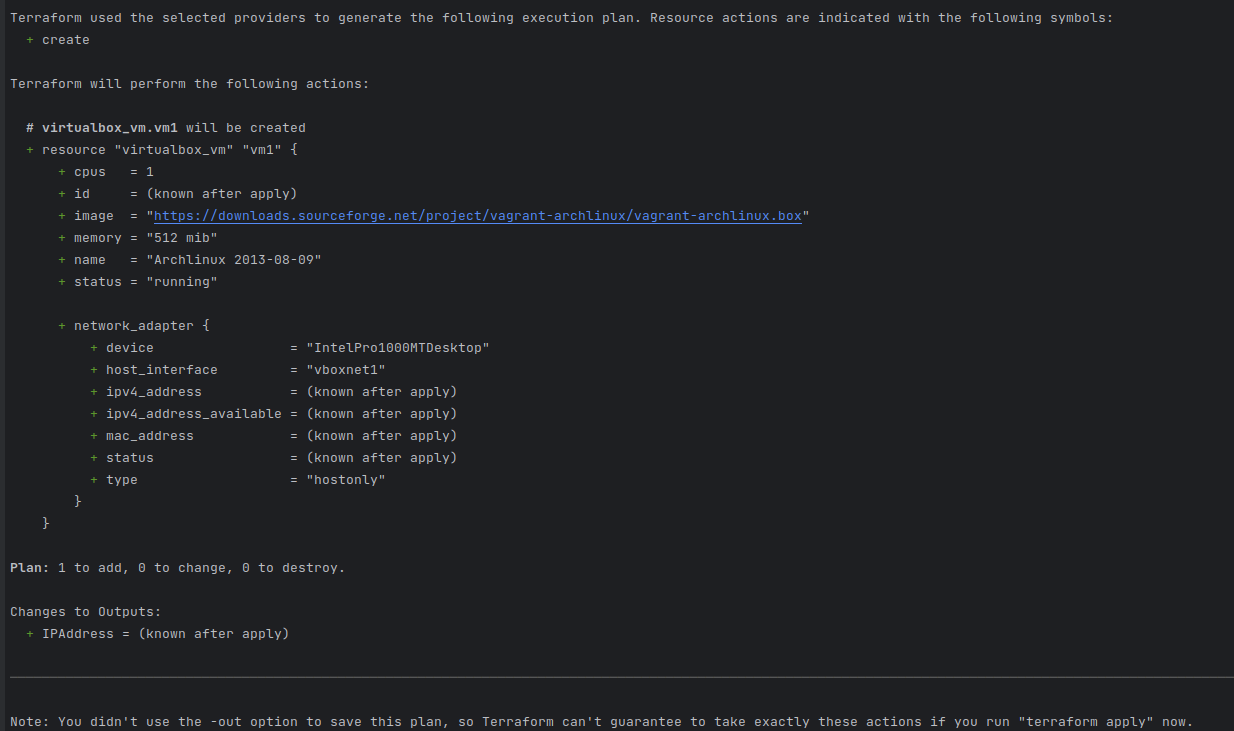 Terraform used the selected providers to generate the following execution plan. Resource actions are indicated with the following symbols:
  + create

Terraform will perform the following actions:

  # virtualbox_vm.vm1 will be created
  + resource "virtualbox_vm" "vm1" {
      + cpus   = 1
      + id     = (known after apply)
      + image  = "https://downloads.sourceforge.net/project/vagrant-archlinux/vagrant-archlinux.box"
      + memory = "512 mib"
      + name   = "Archlinux 2013-08-09"
      + status = "running"

      + network_adapter {
          + device                 = "IntelPro1000MTDesktop"
          + host_interface         = "vboxnet1"
          + ipv4_address           = (known after apply)
          + ipv4_address_available = (known after apply)
          + mac_address            = (known after apply)
          + status                 = (known after apply)
          + type                   = "hostonly"
        }
    }

Plan: 1 to add, 0 to change, 0 to destroy.

Changes to Outputs:
  + IPAddress = (known after apply)

Note: You didn't use the -out option to save this plan, so Terraform can't guarantee to take exactly these actions if you run "terraform apply" now.